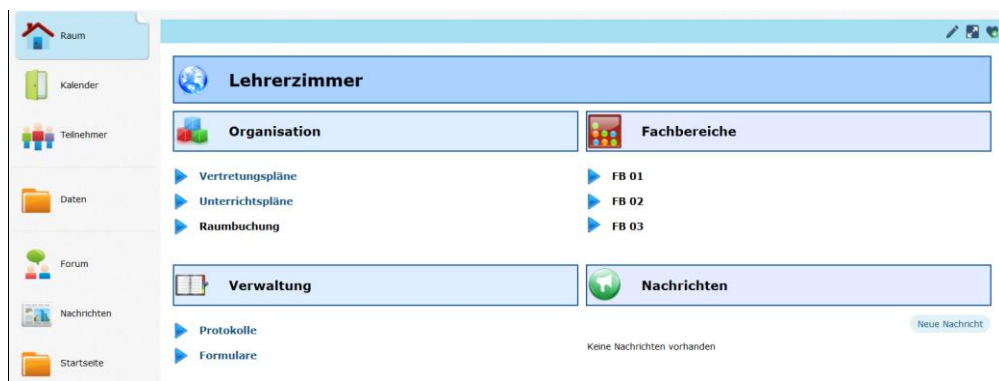 Raum
Kalender
Teilnehmer
Daten
Forum
Nachrichten
Startseite
Lehrerzimmer
Organisation
Vertretungspläne
Unterrichtspläne
Raumbuchung
Fachbereiche
FB 01
FB 02
FB 03
Verwaltung
Protokolle
Formulare
Nachrichten
Neue Nachricht
Keine Nachrichten vorhanden